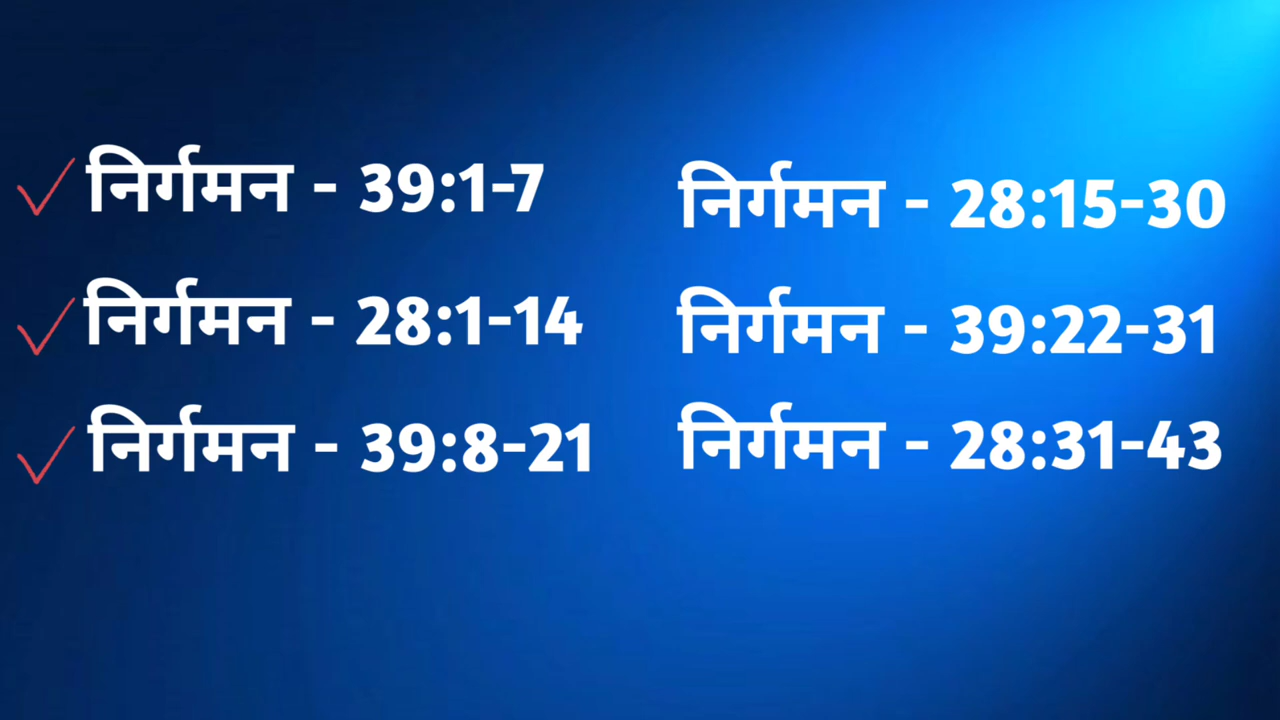 निर्गमन - 39:1-7
निर्गमन - 28:1-14
निर्गमन - 39:8-21
निर्गमन - 28:15-30
निर्गमन - 39:22-31
निर्गमन - 28:31-43